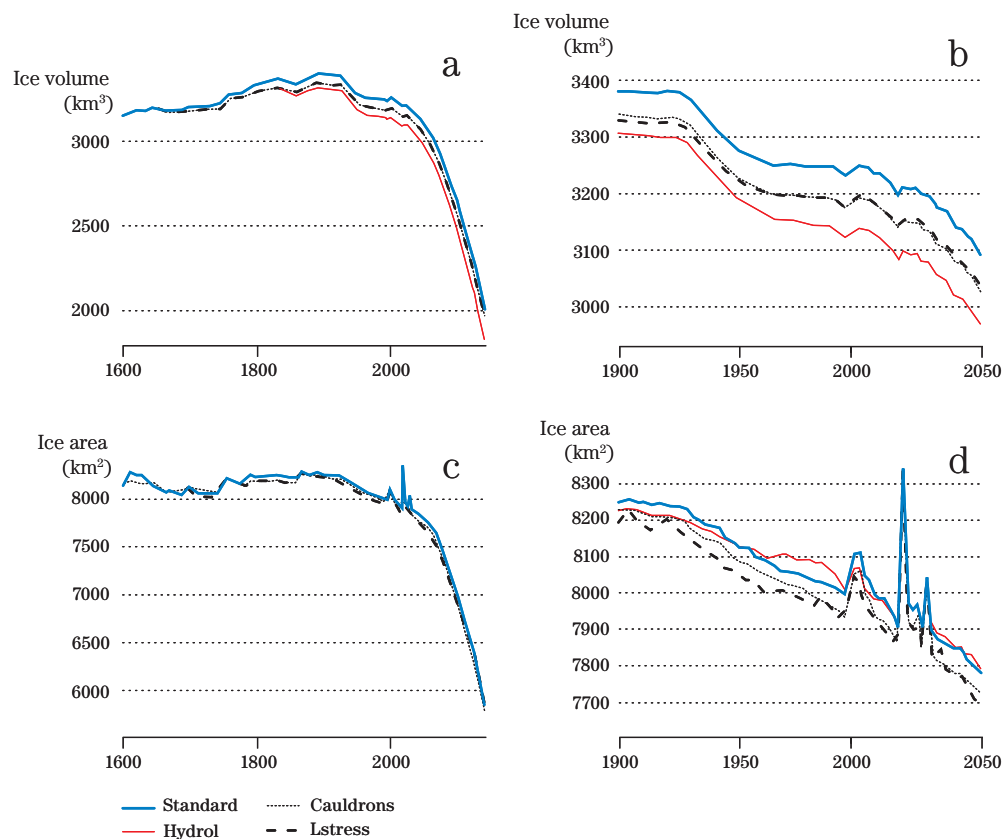 Ice volume
(km³)
a
3000
2500
2000
1600
1800
2000
Ice volume
(km³)
b
3400
3300
3200
3100
3000
1900
1950
2000
2050
Ice area
(km²)
c
8000
7500
7000
6500
6000
1600
1800
2000
Ice area
(km²)
d
8300
8200
8100
8000
7900
7800
7700
1900
1950
2000
2050
Standard
Cauldrons
Hydrol
Lstress